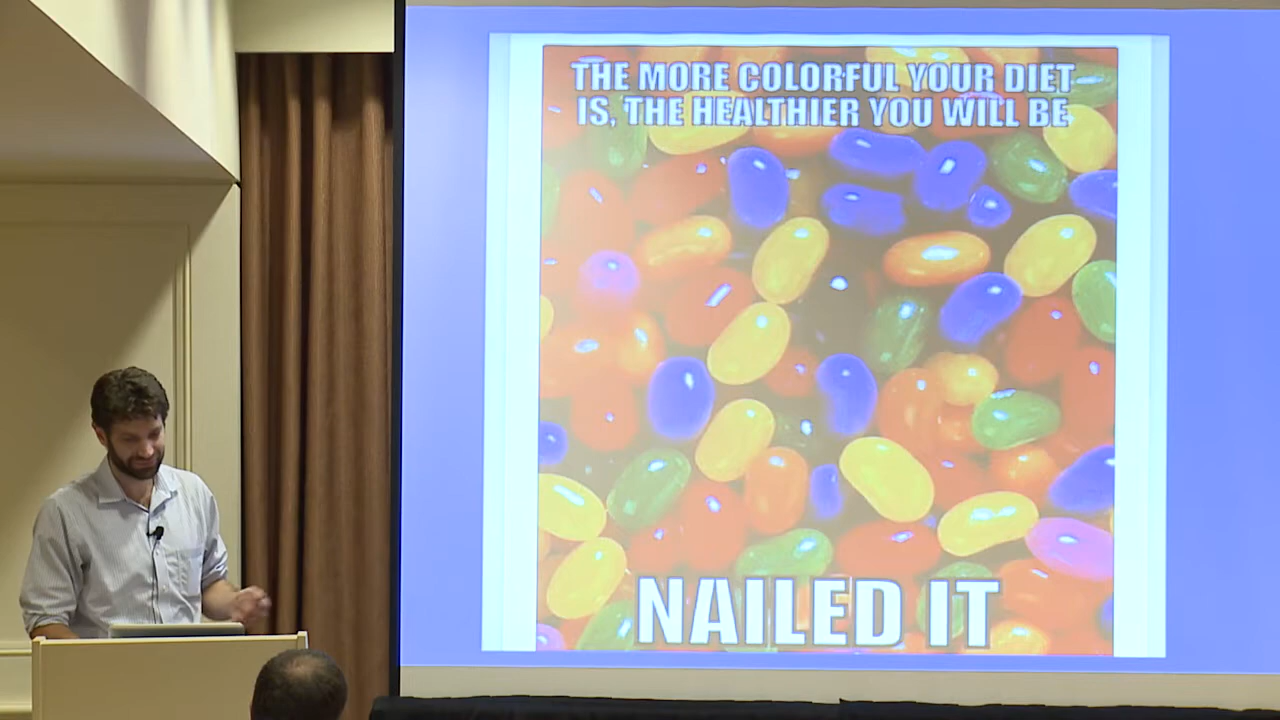 THE MORE COLORFUL YOUR DIET
IS, THE HEALTHIER YOU WILL BE
NAILED IT